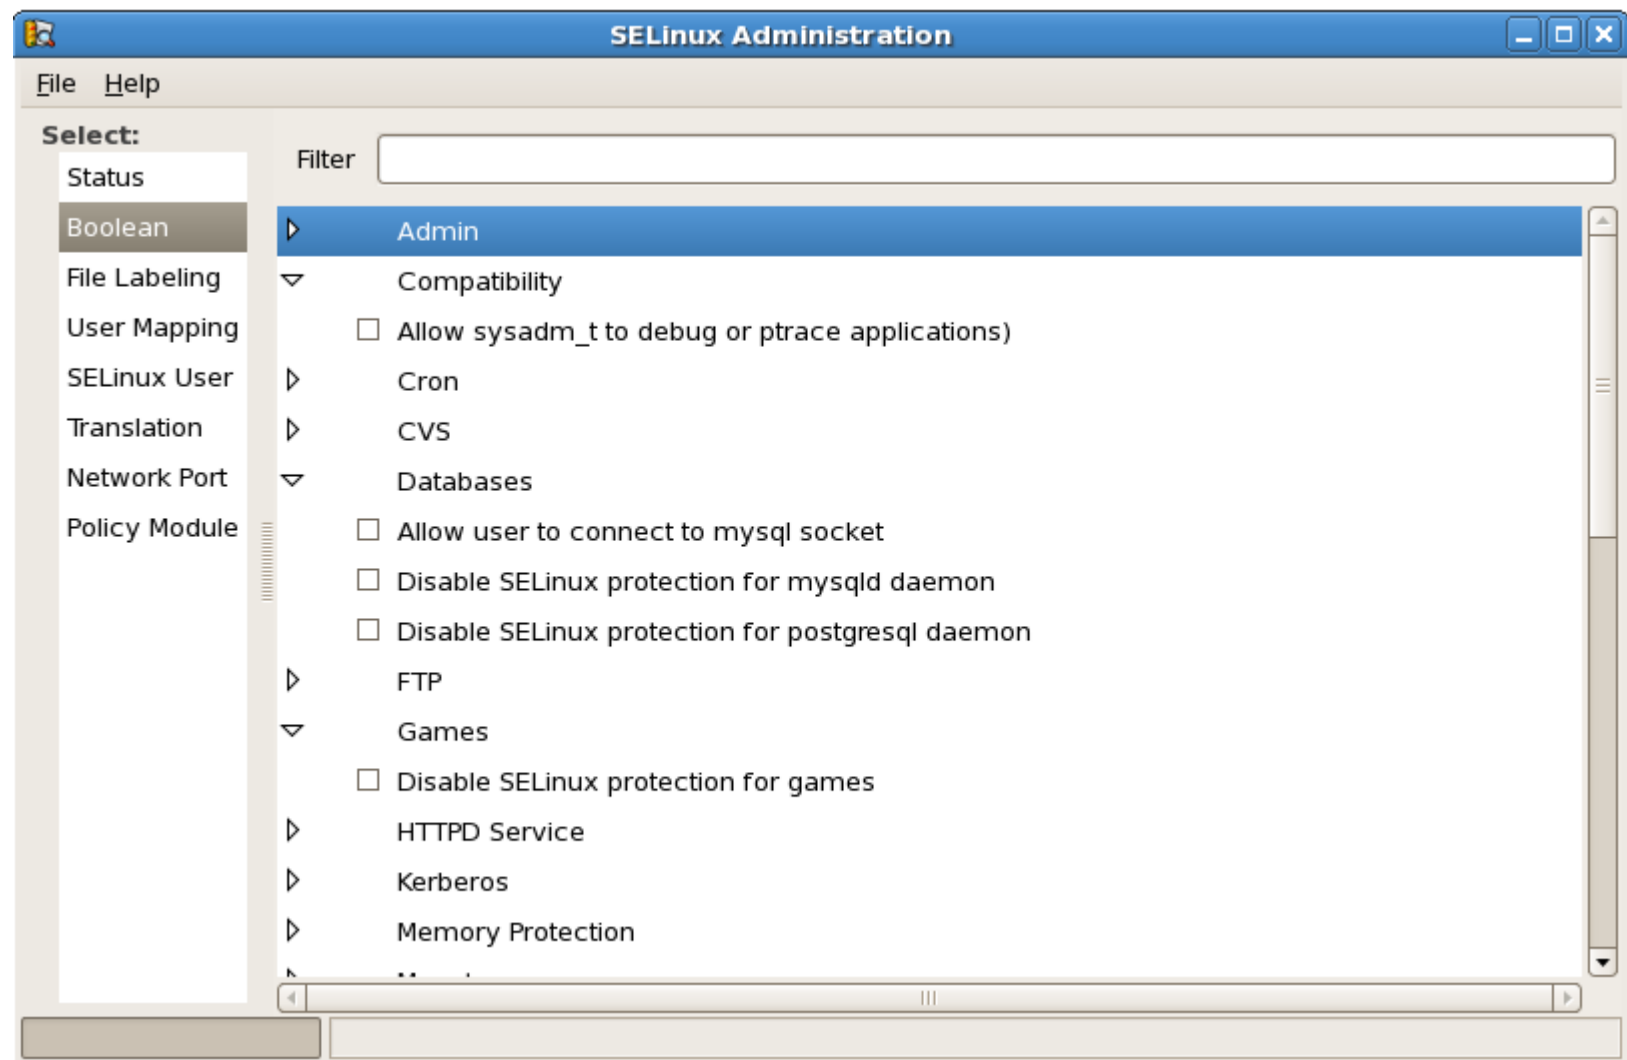 SELinux Administration
File Help
Select:
Status
Boolean
File Labeling
User Mapping
SELinux User
Translation
Network Port
Policy Module
Filter
Admin
Compatibility
Allow sysadm_t to debug or ptrace applications)
Cron
CVS
Databases
Allow user to connect to mysql socket
Disable SELinux protection for mysqld daemon
Disable SELinux protection for postgresql daemon
FTP
Games
Disable SELinux protection for games
HTTPD Service
Kerberos
Memory Protection